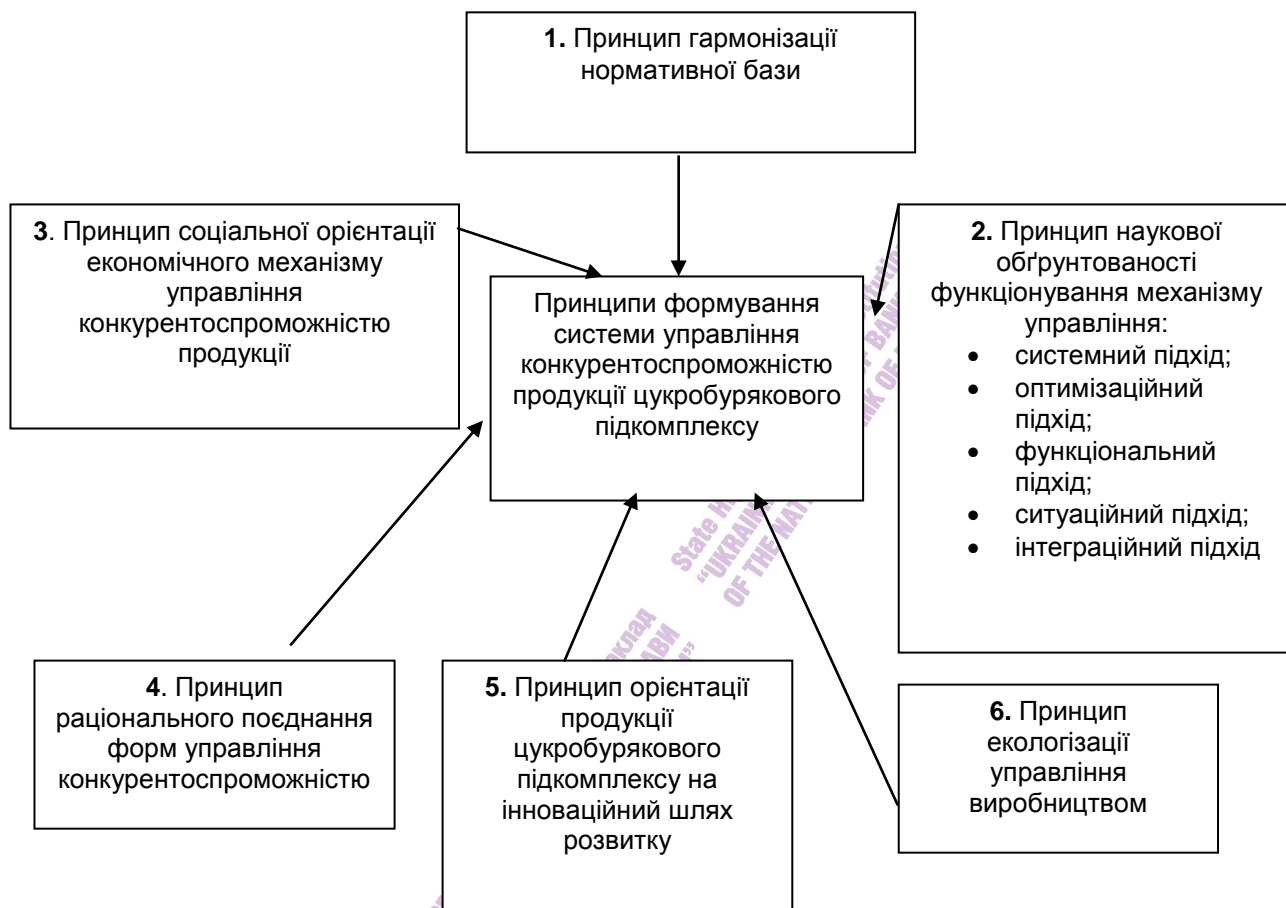 1. Принцип гармонізації
нормативної бази
3. Принцип соціальної орієнтації
економічного механізму
управління
конкурентоспроможністю
продукції
Принципи формування
системи управління
конкурентоспроможністю
продукції цукробурякового
підкомплексу
2. Принцип наукової
обґрунтованості
функціонування механізму
управління:
• системний підхід;
• оптимізаційний
підхід;
• функціональний
підхід;
• ситуаційний підхід;
• інтеграційний підхід
4. Принцип
раціонального поєднання
форм управління
конкурентоспроможністю
5. Принцип орієнтації
продукції
цукробурякового
підкомплексу на
інноваційний шлях
розвитку
6. Принцип
екологізації
управління
виробництвом
State
OF THE